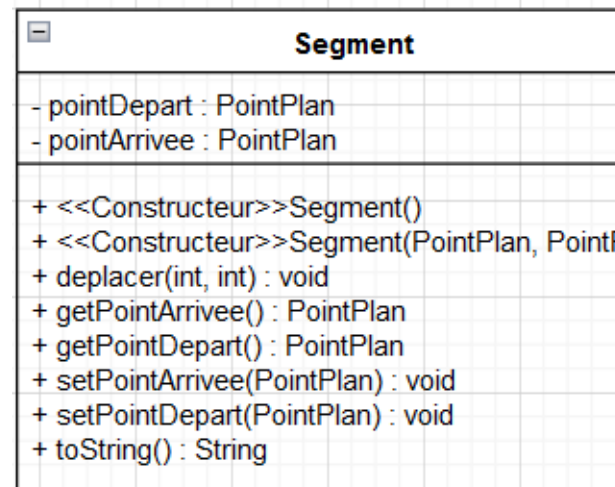 Segment
- pointDepart : PointPlan
- pointArrivee : PointPlan
+ <<Constructeur>>Segment()
+ <<Constructeur>>Segment(PointPlan,
+ deplacer(int, int) : void
+ getPointArrivee() : PointPlan
+ getPointDepart() : PointPlan
+ setPointArrivee(PointPlan) : void
+ setPointDepart(PointPlan) : void
+ toString() : String